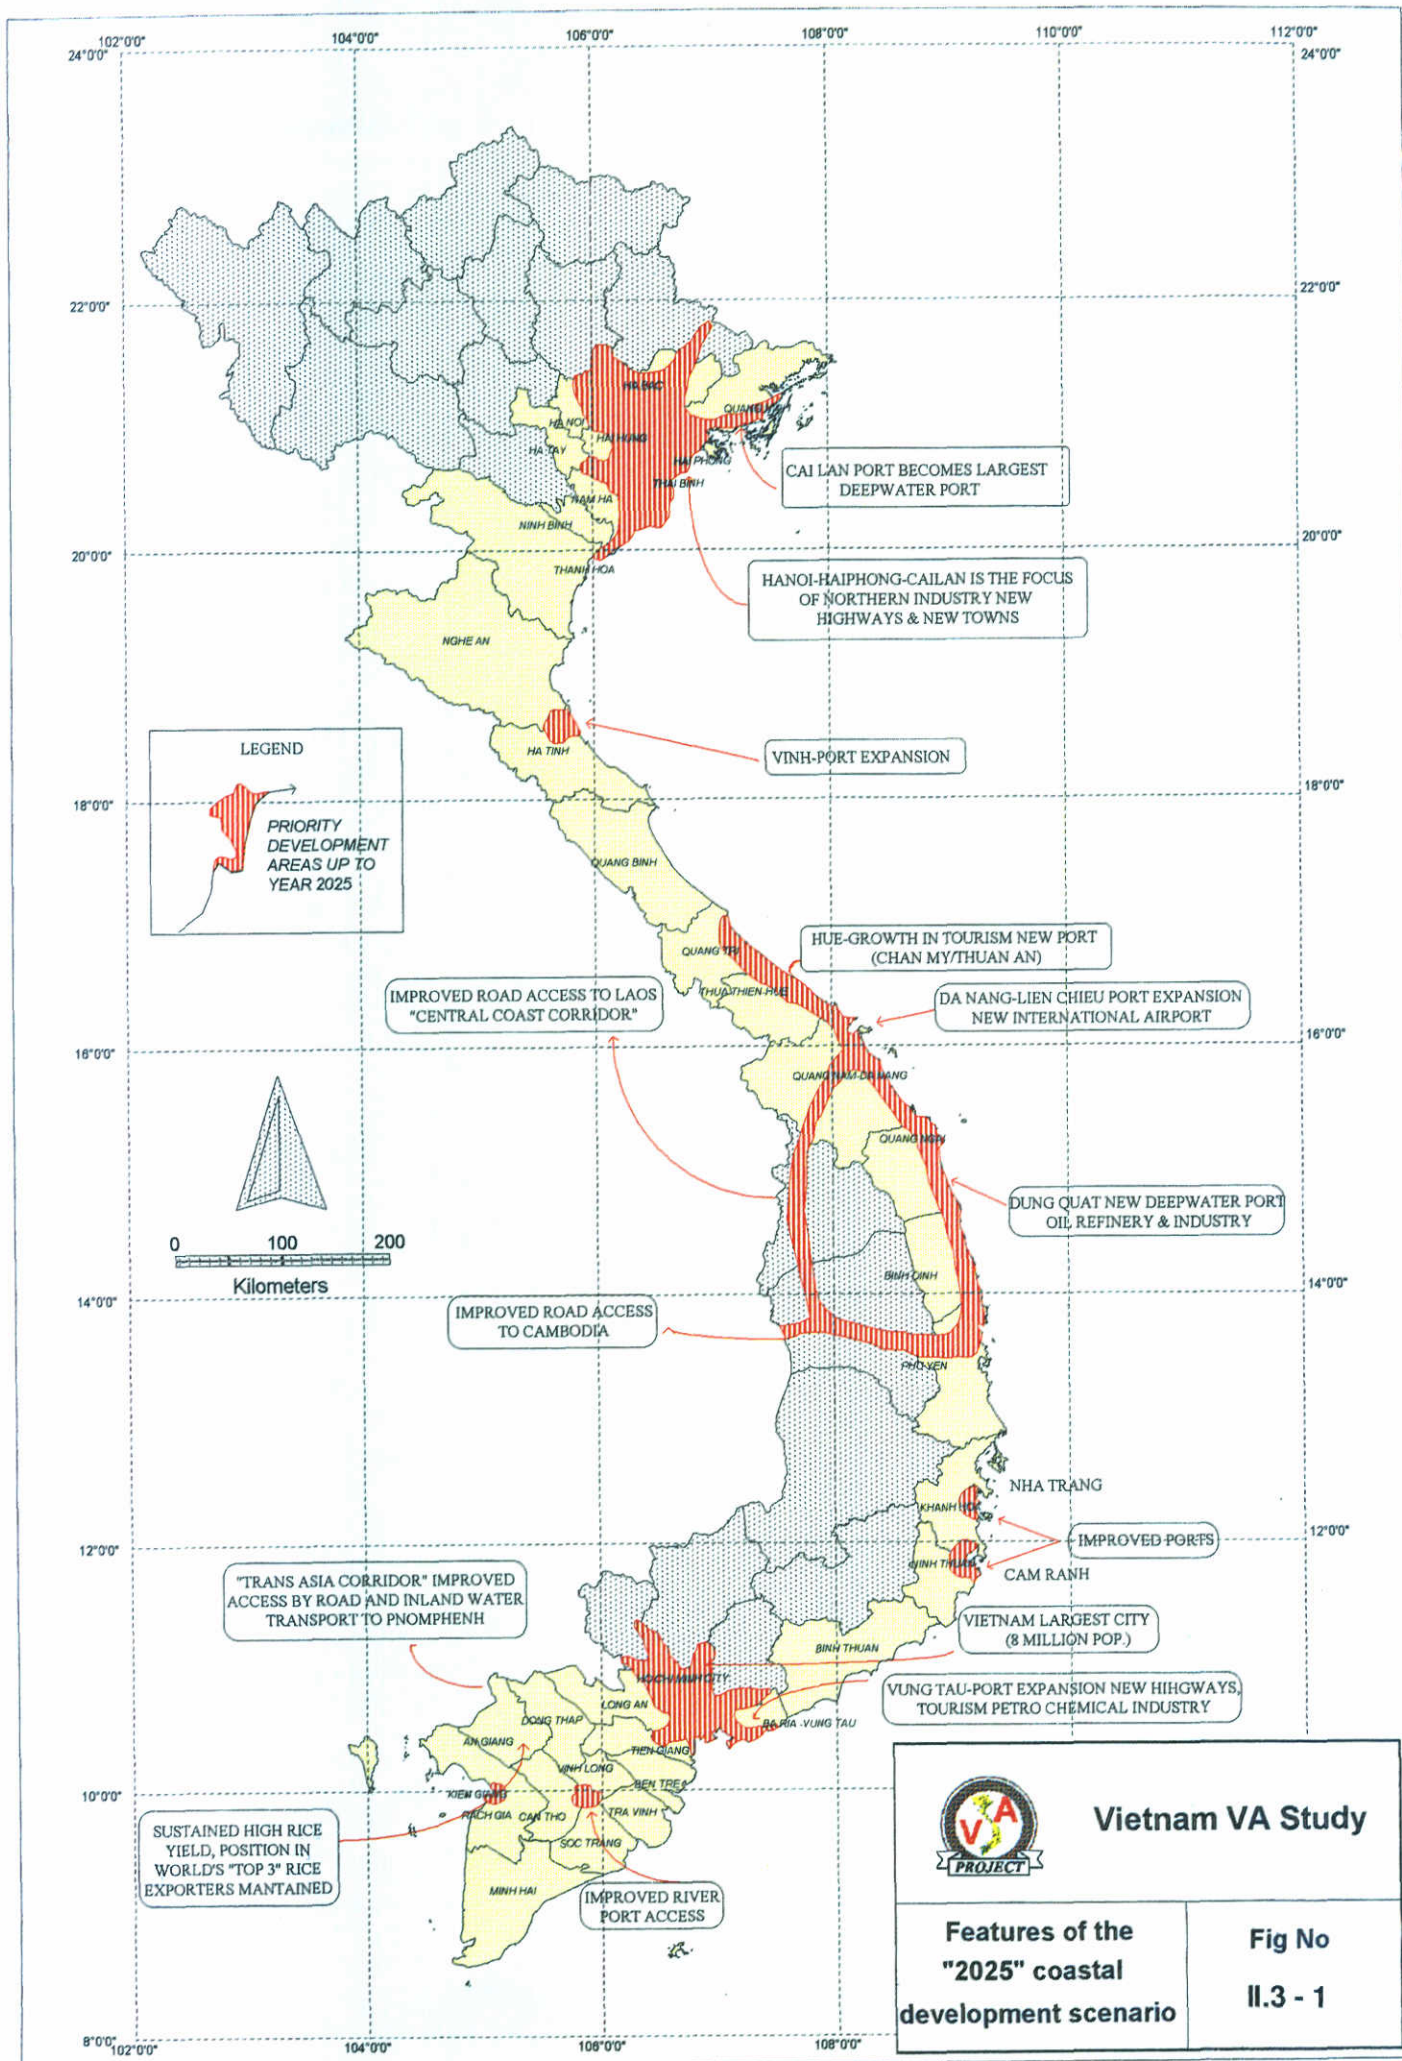 102°0'0"
104°0'0"
106°0'0"
108°0'0"
110°0'0"
112°0'0"
24°0'0"
24°0'0"
22°0'0"
22°0'0"
HA BAC
QUANG NINH
HA NOI
HAI HUNG
HA TAY
HAI PHONG
THAI BINH
NAM HA
NINH BINH
CAI LAN PORT BECOMES LARGEST
DEEPWATER PORT
20°0'0"
20°0'0"
THANH HOA
HANOI-HAIPHONG-CAILAN IS THE FOCUS
OF NORTHERN INDUSTRY NEW
HIGHWAYS & NEW TOWNS
NGHE AN
HA TINH
VINH-PORT EXPANSION
LEGEND
PRIORITY
DEVELOPMENT
AREAS UP TO
YEAR 2025
18°0'0"
18°0'0"
QUANG BINH
QUANG TRI
THUA THIEN-HUE
HUE-GROWTH IN TOURISM NEW PORT
(CHAN MY/THUAN AN)
IMPROVED ROAD ACCESS TO LAOS
"CENTRAL COAST CORRIDOR"
DA NANG-LIEN CHIEU PORT EXPANSION
NEW INTERNATIONAL AIRPORT
16°0'0"
16°0'0"
QUANG NAM-DA NANG
QUANG NGAI
DUNG QUAT NEW DEEPWATER PORT
OIL REFINERY & INDUSTRY
0 100 200
Kilometers
BINH DINH
14°0'0"
14°0'0"
IMPROVED ROAD ACCESS
TO CAMBODIA
PHU YEN
NHA TRANG
KHANH HOA
IMPROVED PORTS
12°0'0"
12°0'0"
NINH THUAN
CAM RANH
"TRANS ASIA CORRIDOR" IMPROVED
ACCESS BY ROAD AND INLAND WATER
TRANSPORT TO PNOMPHENH
VIETNAM LARGEST CITY
(8 MILLION POP.)
BINH THUAN
HO CHI MINH CITY
VUNG TAU-PORT EXPANSION NEW HIHGWAYS,
TOURISM PETRO CHEMICAL INDUSTRY
LONG AN
DONG THAP
BA RIA -VUNG TAU
AN GIANG
TIEN GIANG
VINH LONG
BEN TRE
10°0'0"
KIEN GIANG
RACH GIA
CAN THO
TRA VINH
SOC TRANG
MINH HAI
SUSTAINED HIGH RICE
YIELD, POSITION IN
WORLD'S "TOP 3" RICE
EXPORTERS MANTAINED
IMPROVED RIVER
PORT ACCESS
V A
PROJECT
Vietnam VA Study
Features of the
"2025" coastal
development scenario
Fig No
II.3 - 1
8°0'0"
102°0'0"
104°0'0"
106°0'0"
108°0'0"